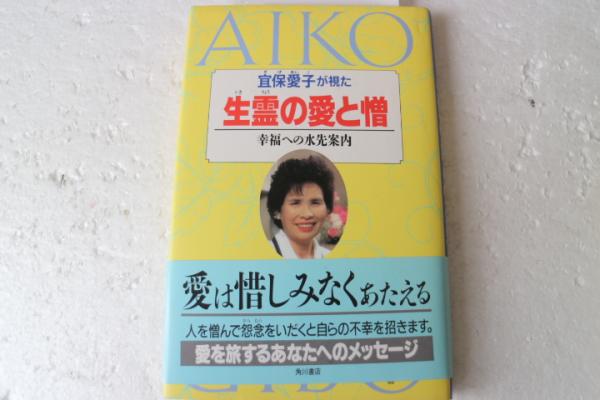 AIKO
宜保愛子が視た
生霊の愛と憎
幸福への水先案内
愛は惜しみなくあたえる
人を憎んで怨念をいだくと自らの不幸を招きます。
愛を旅するあなたへのメッセージ
角川書店